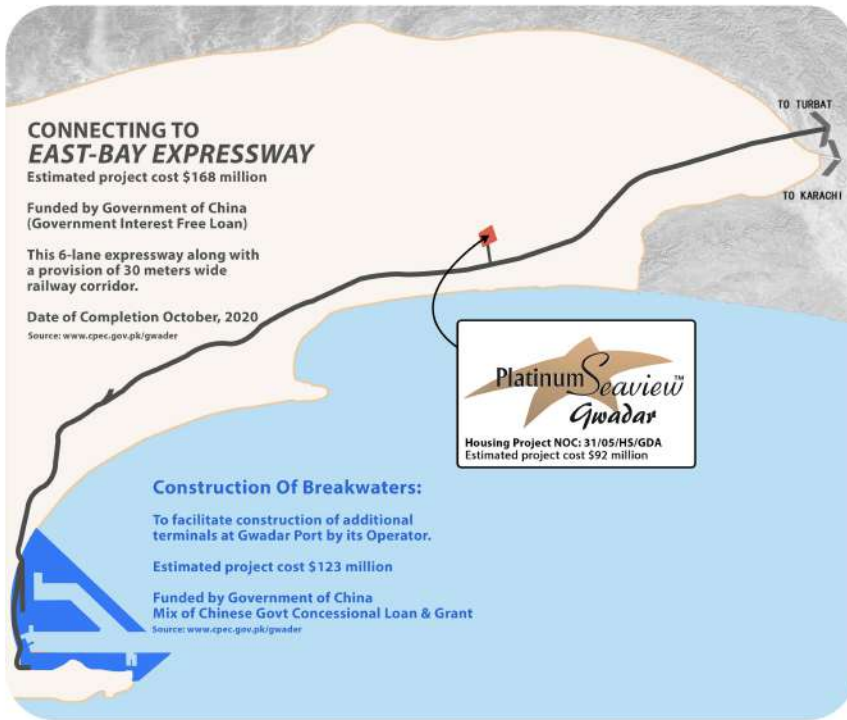 TO TURBAT
TO KARACHI
CONNECTING TO
EAST-BAY EXPRESSWAY
Estimated project cost $168 million
Funded by Government of China
(Government Interest Free Loan)
This 6-lane expressway along with
a provision of 30 meters wide
railway corridor.
Date of Completion October, 2020
Source: www.cpec.gov.pk/gwader
Platinum Seaview™
Gwadar
Housing Project NOC: 31/05/HS/GDA
Estimated project cost $92 million
Construction Of Breakwaters:
To facilitate construction of additional
terminals at Gwadar Port by its Operator.
Estimated project cost $123 million
Funded by Government of China
Mix of Chinese Govt Concessional Loan & Grant
Source: www.cpec.gov.pk/gwader